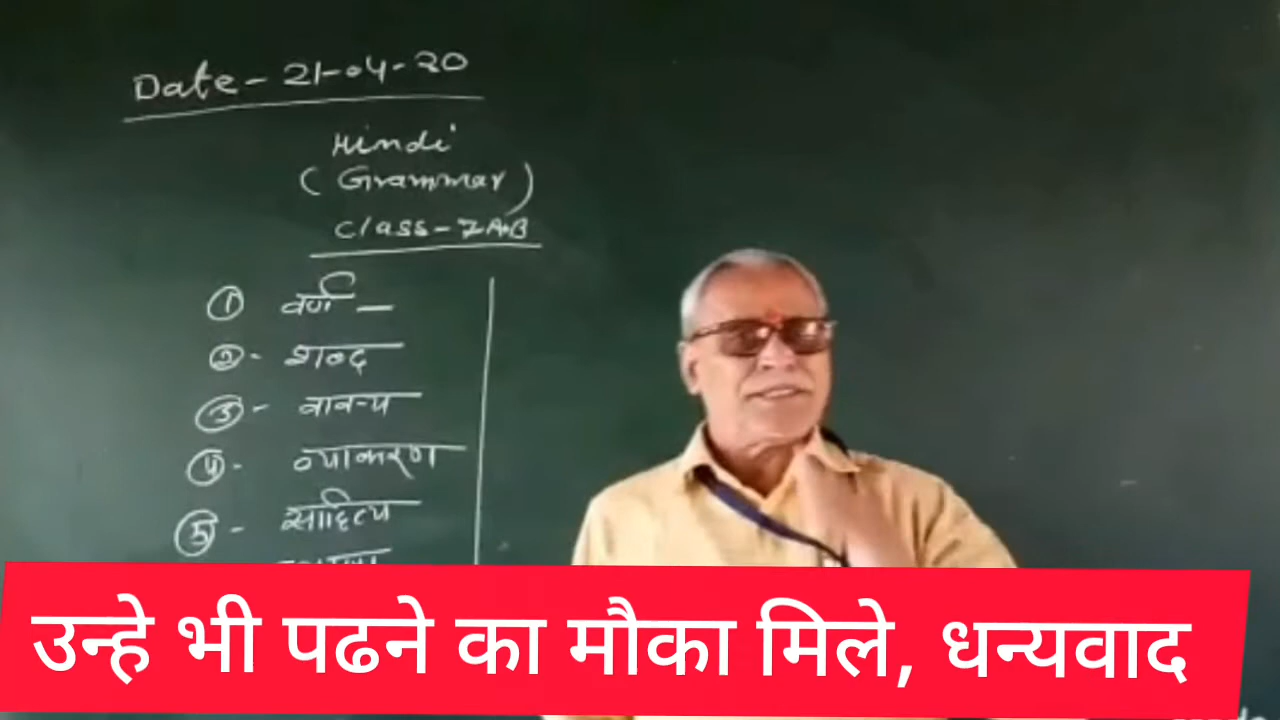 Date - 21-04-20
Hindi
( Grammar )
class - 7 A+B
① वर्ण —
② - शब्द
③ - वाक्य
④ - व्याकरण
⑤ - साहित्य
उन्हे भी पढने का मौका मिले, धन्यवाद